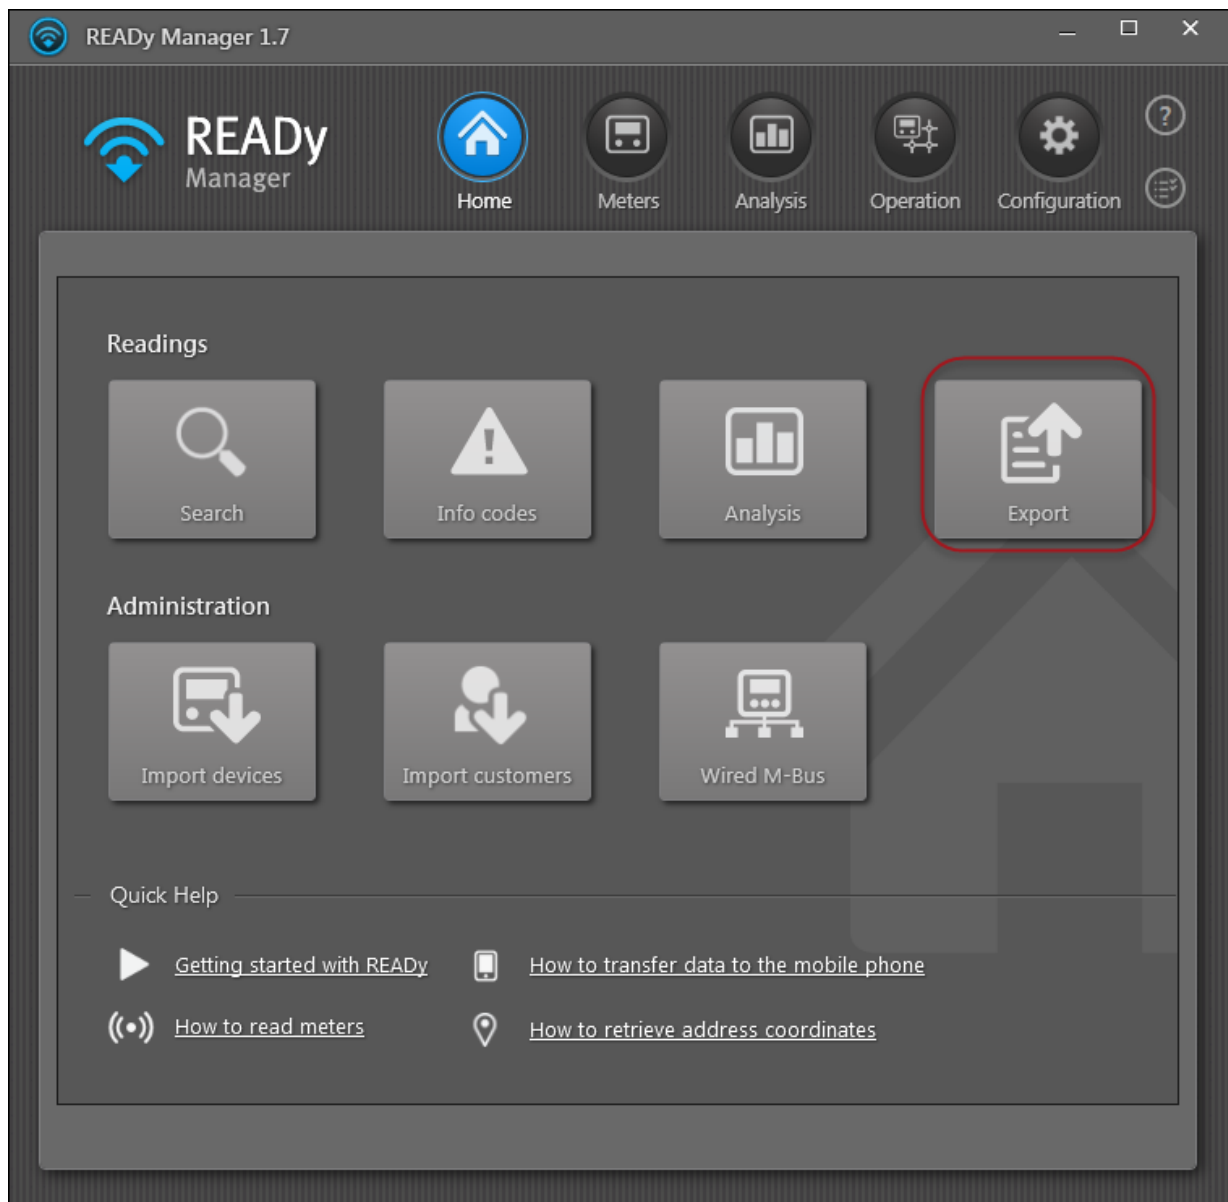 READy Manager 1.7
READy
Manager
Home Meters Analysis Operation Configuration
?
Readings
Search Info codes Analysis Export
Administration
Import devices Import customers Wired M-Bus
Quick Help
Getting started with READy How to transfer data to the mobile phone
How to read meters How to retrieve address coordinates